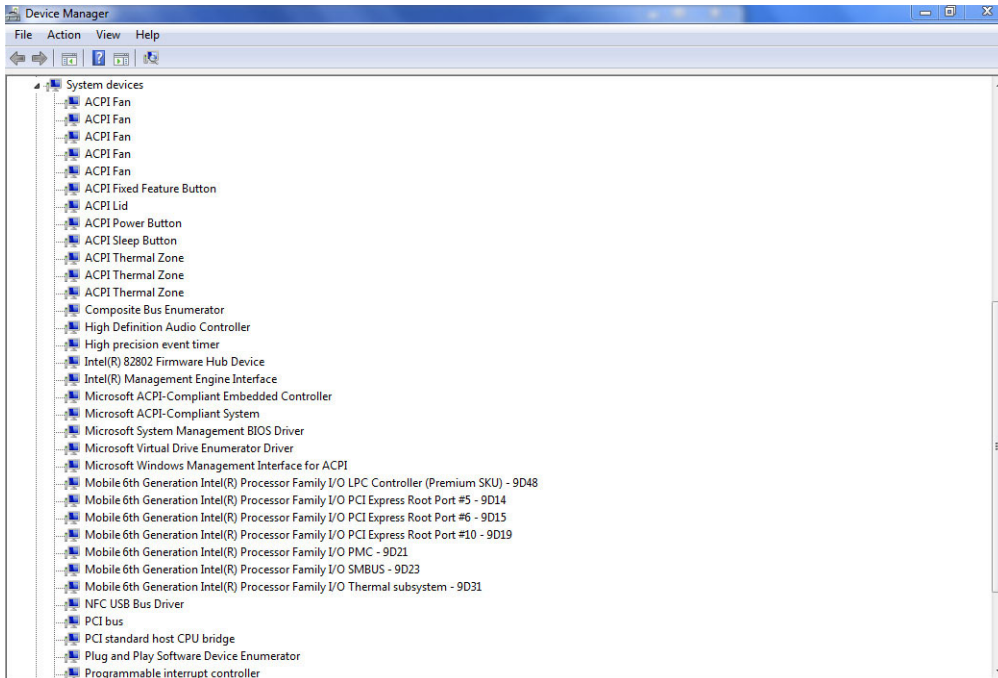 Device Manager
File Action View Help
System devices
ACPI Fan
ACPI Fan
ACPI Fan
ACPI Fan
ACPI Fan
ACPI Fixed Feature Button
ACPI Lid
ACPI Power Button
ACPI Sleep Button
ACPI Thermal Zone
ACPI Thermal Zone
ACPI Thermal Zone
Composite Bus Enumerator
High Definition Audio Controller
High precision event timer
Intel(R) 82802 Firmware Hub Device
Intel(R) Management Engine Interface
Microsoft ACPI-Compliant Embedded Controller
Microsoft ACPI-Compliant System
Microsoft System Management BIOS Driver
Microsoft Virtual Drive Enumerator Driver
Microsoft Windows Management Interface for ACPI
Mobile 6th Generation Intel(R) Processor Family I/O LPC Controller (Premium SKU) - 9D48
Mobile 6th Generation Intel(R) Processor Family I/O PCI Express Root Port #5 - 9D14
Mobile 6th Generation Intel(R) Processor Family I/O PCI Express Root Port #6 - 9D15
Mobile 6th Generation Intel(R) Processor Family I/O PCI Express Root Port #10 - 9D19
Mobile 6th Generation Intel(R) Processor Family I/O PMC - 9D21
Mobile 6th Generation Intel(R) Processor Family I/O SMBUS - 9D23
Mobile 6th Generation Intel(R) Processor Family I/O Thermal subsystem - 9D31
NFC USB Bus Driver
PCI bus
PCI standard host CPU bridge
Plug and Play Software Device Enumerator
Programmable interrupt controller